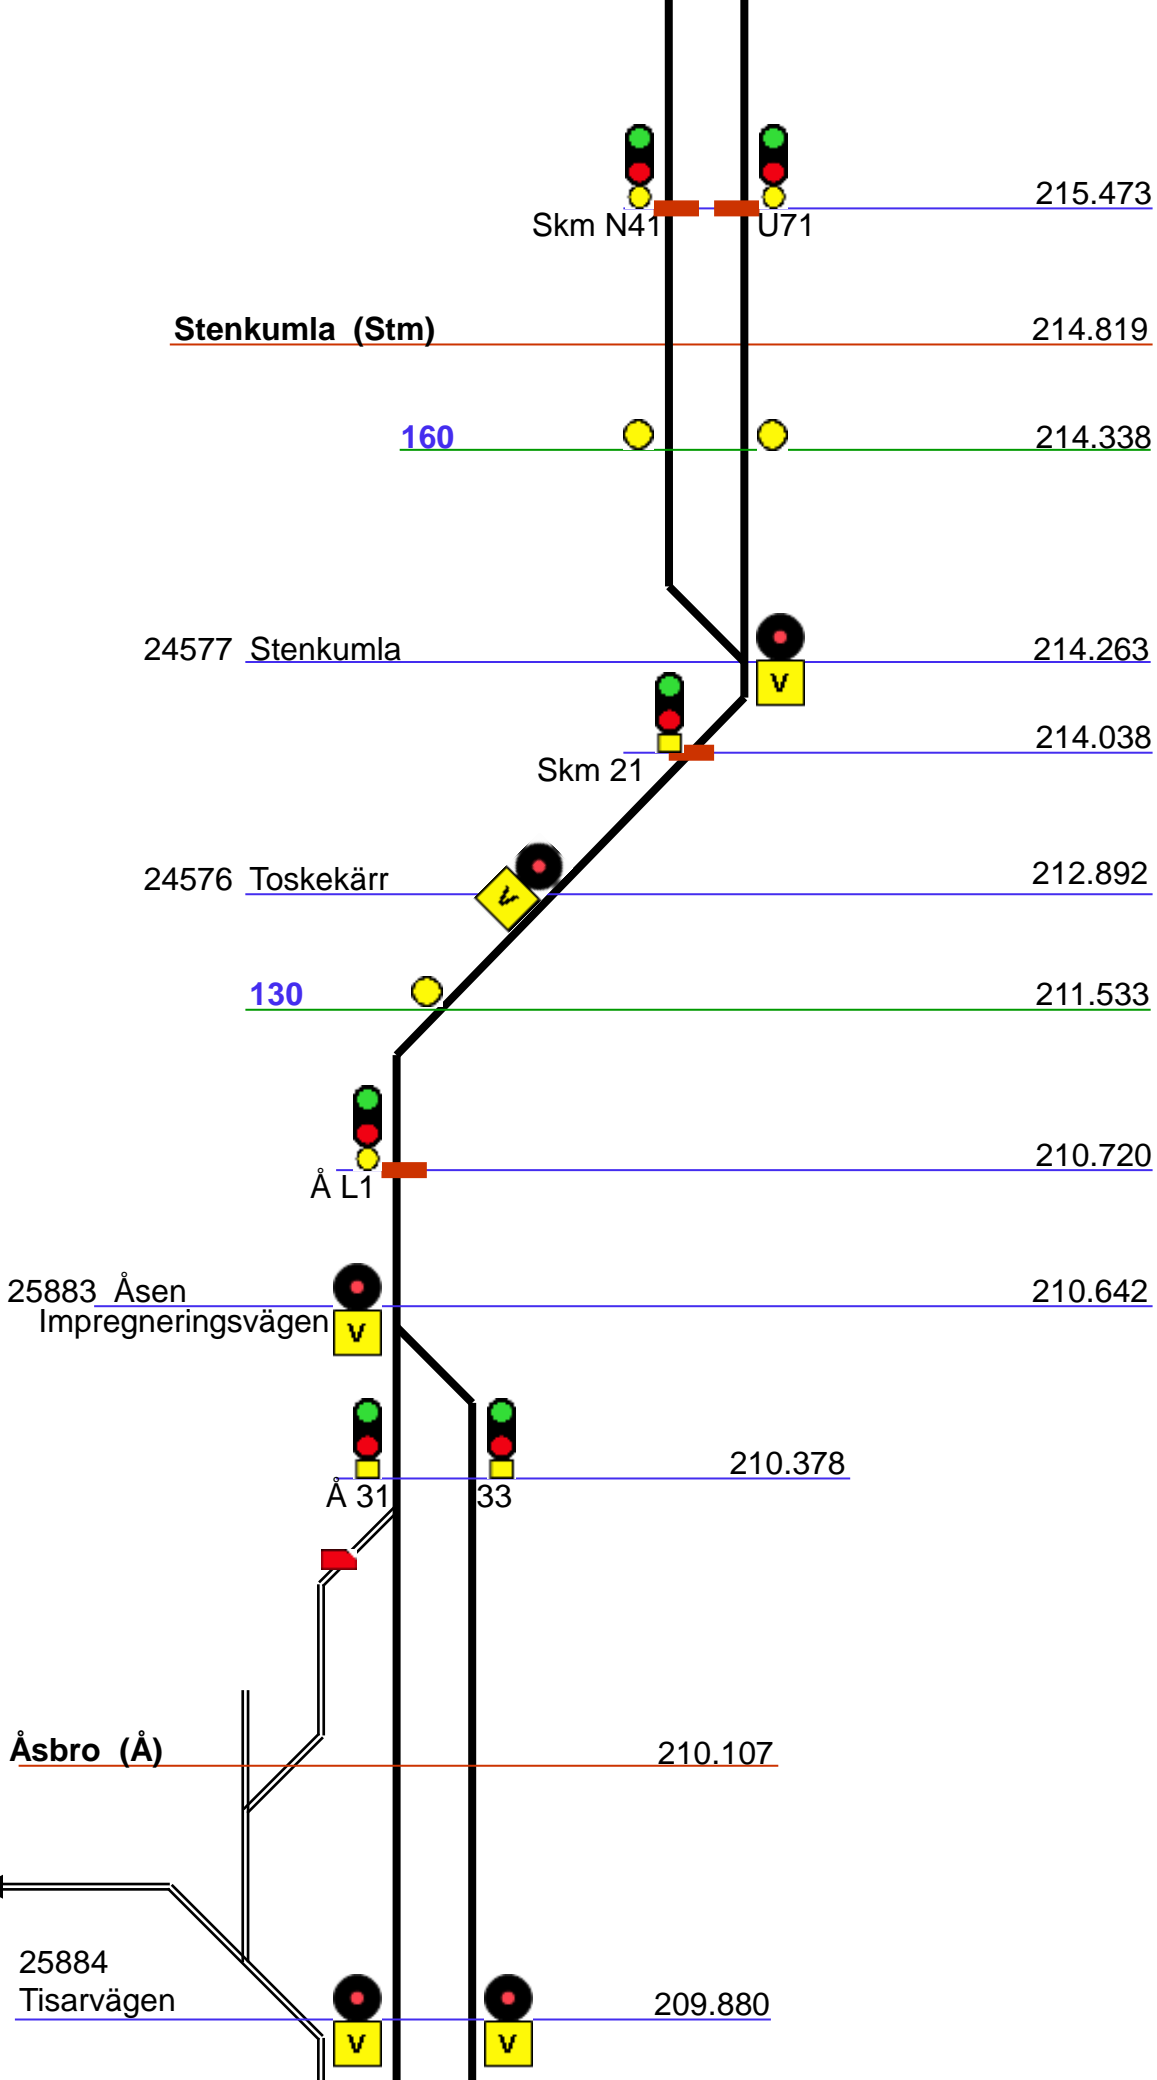 215.473
Skm N41 U71
Stenkumla (Stm) 214.819
160 214.338
24577 Stenkumla 214.263
V
214.038
Skm 21
24576 Toskekärr 212.892
V
130 211.533
210.720
Å L1
25883 Åsen 210.642
Impregneringsvägen V
210.378
Å 31 33
Åsbro (Å) 210.107
25884
Tisarvägen 209.880
V V